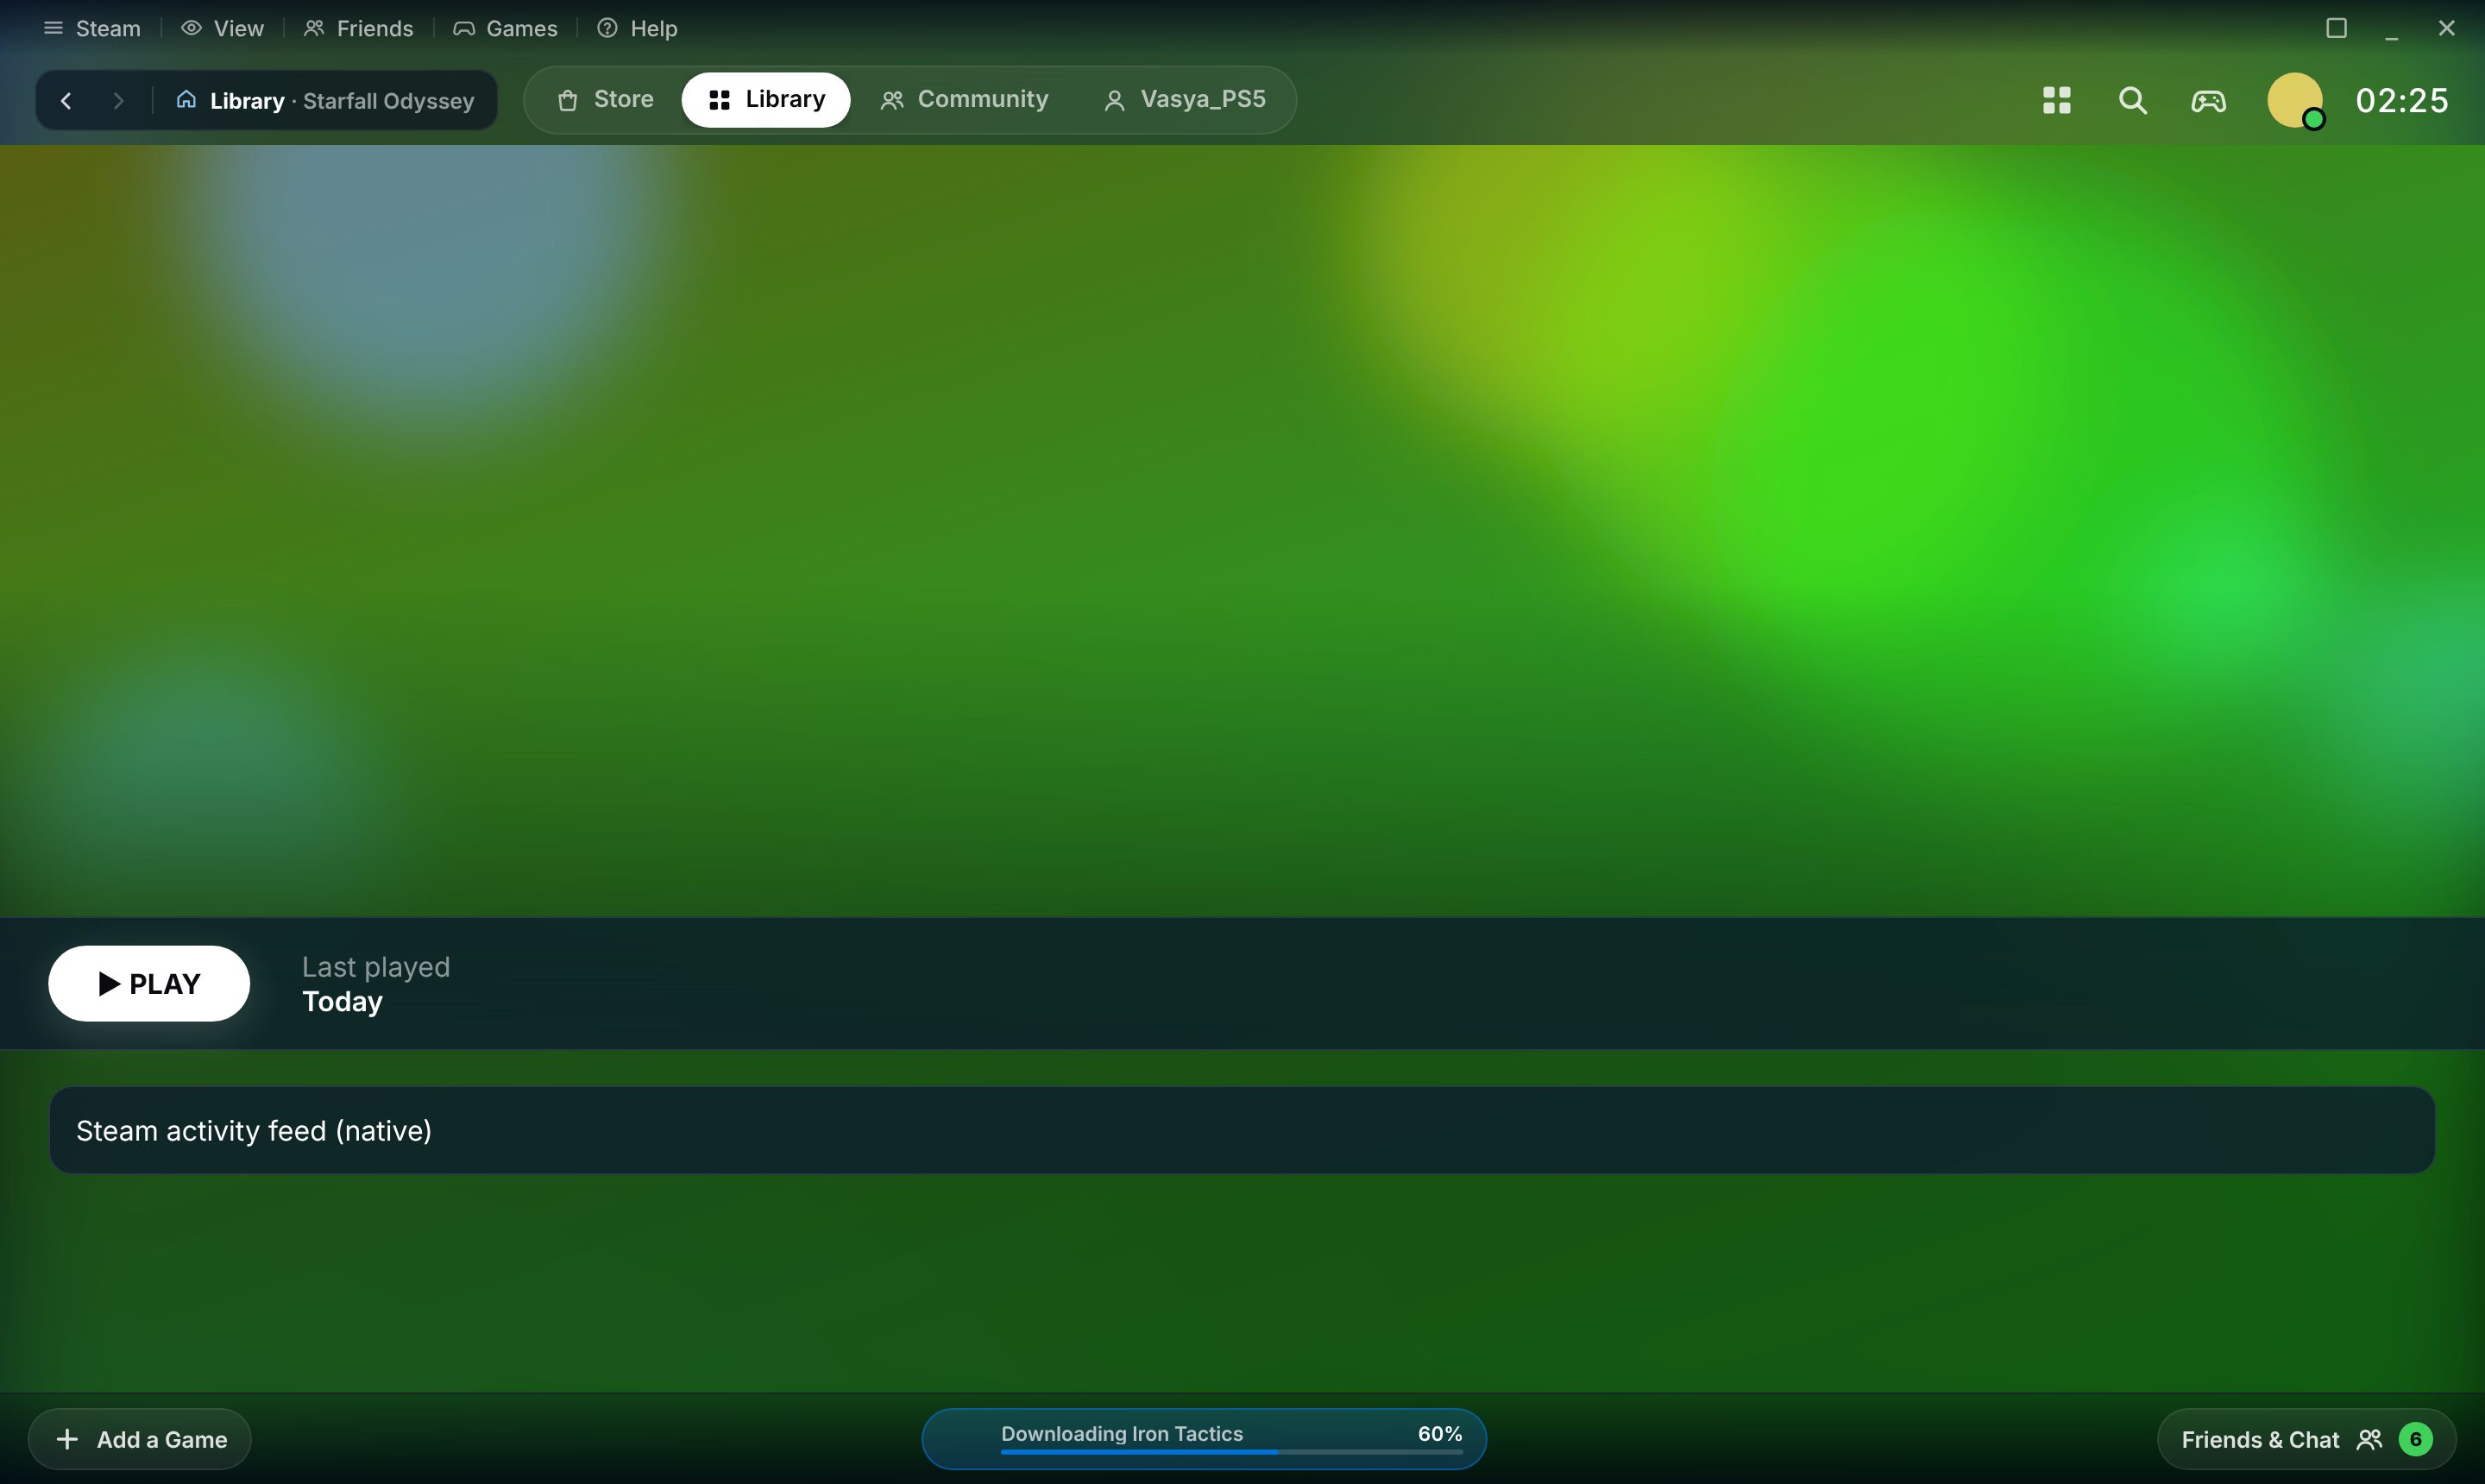 Steam View Friends Games Help
Library · Starfall Odyssey Store Library Community Vasya_PS5 02:25
PLAY
Last played
Today
Steam activity feed (native)
Add a Game
Downloading Iron Tactics 60%
Friends & Chat 6